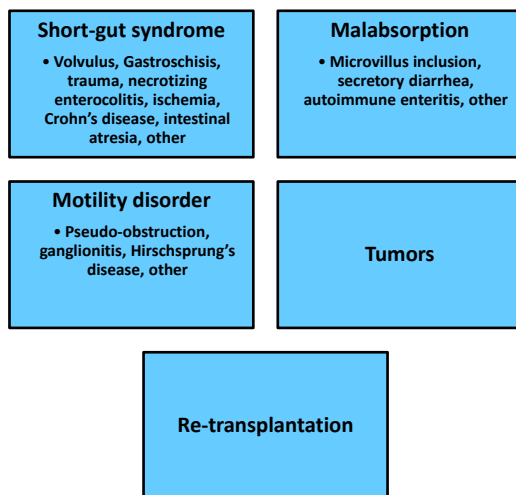 Short-gut syndrome
• Volvulus, Gastroschisis,
trauma, necrotizing
enterocolitis, ischemia,
Crohn's disease, intestinal
atresia, other
Malabsorption
• Microvillus inclusion,
secretory diarrhea,
autoimmune enteritis, other
Motility disorder
• Pseudo-obstruction,
ganglionitis, Hirschsprung's
disease, other
Tumors
Re-transplantation